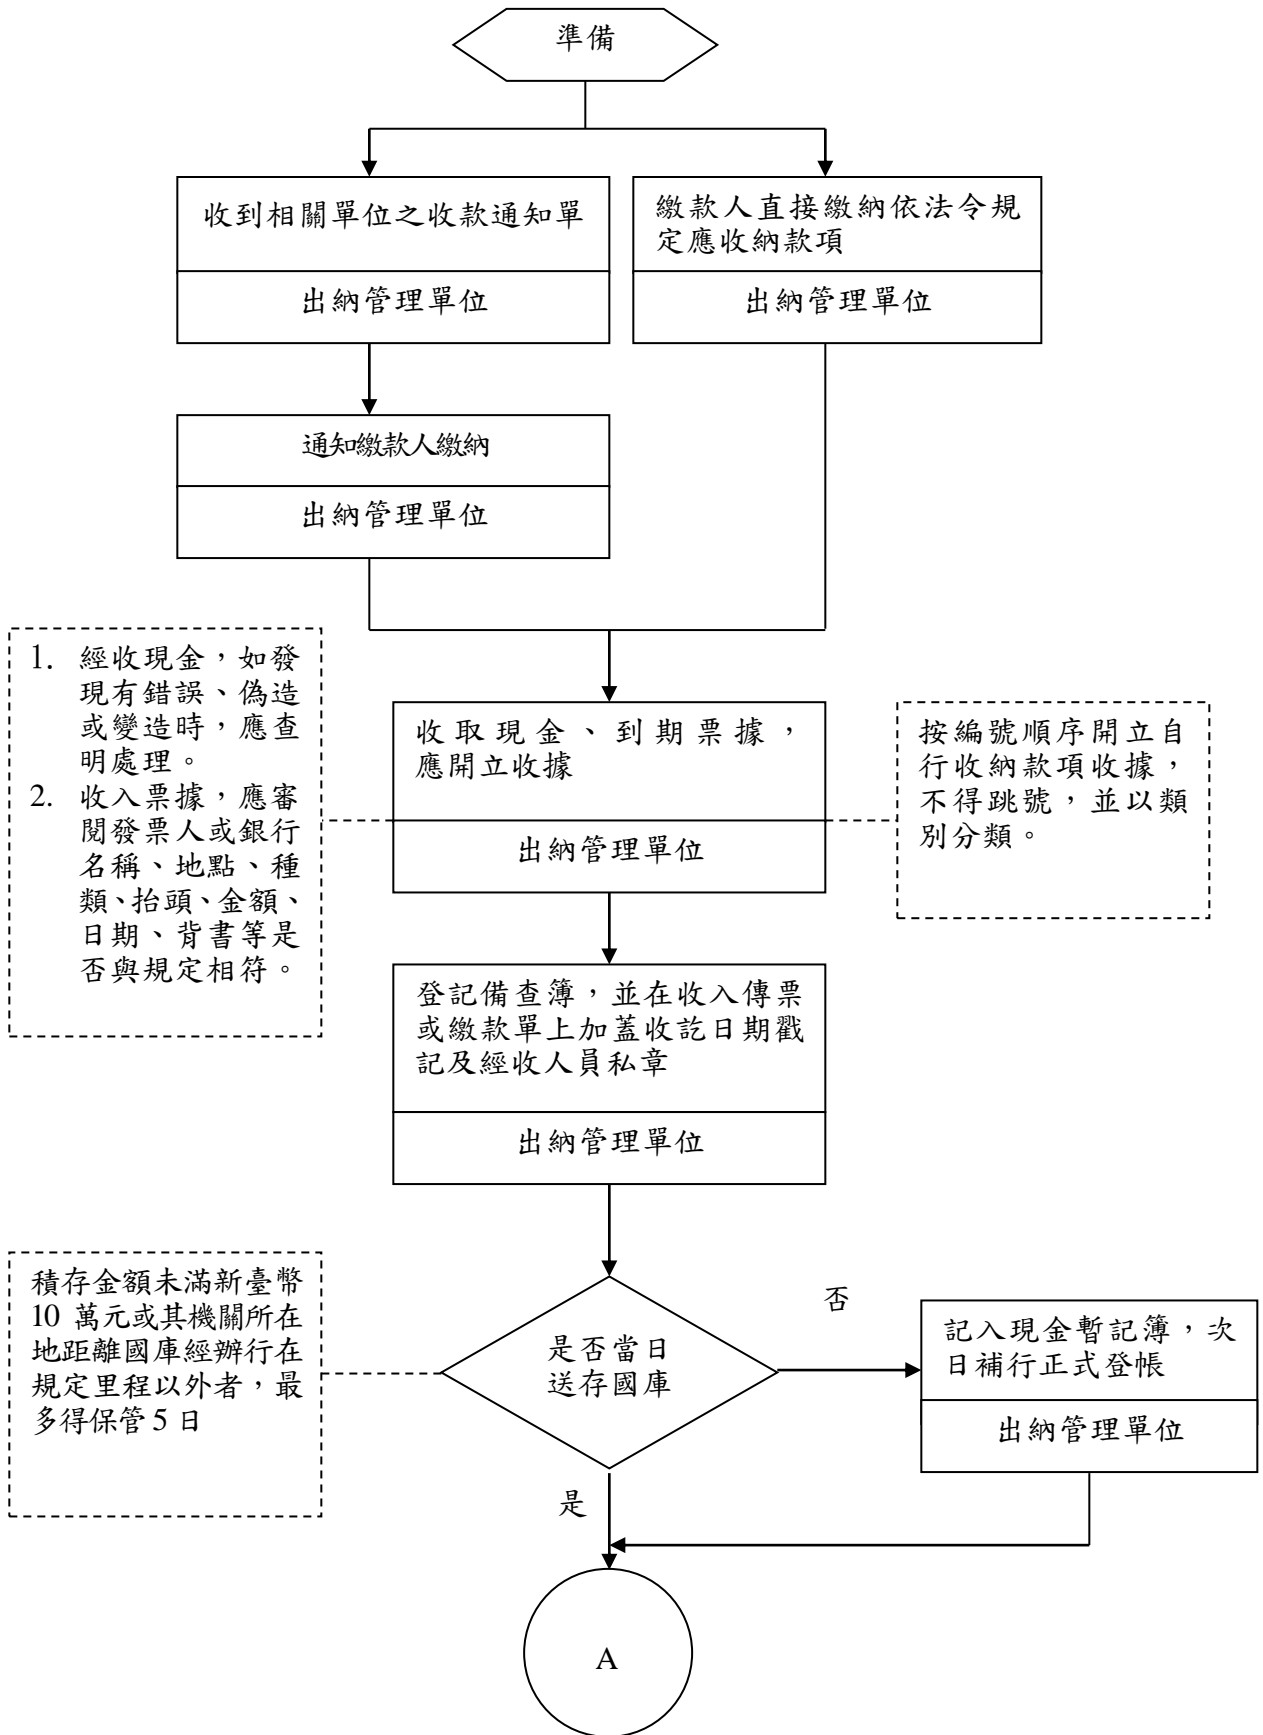 準備
收到相關單位之收款通知單
出納管理單位
繳款人直接繳納依法令規
定應收納款項
出納管理單位
通知繳款人繳納
出納管理單位
1. 經收現金，如發
現有錯誤、偽造
或變造時，應查
明處理。
2. 收入票據，應審
閱發票人或銀行
名稱、地點、種
類、抬頭、金額、
日期、背書等是
否與規定相符。
收取現金、到期票據，
應開立收據
出納管理單位
按編號順序開立自
行收納款項收據，
不得跳號，並以類
別分類。
登記備查簿，並在收入傳票
或繳款單上加蓋收訖日期戳
記及經收人員私章
出納管理單位
積存金額未滿新臺幣
10 萬元或其機關所在
地距離國庫經辦行在
規定里程以外者，最
多得保管 5 日
是否當日
送存國庫
否
記入現金暫記簿，次
日補行正式登帳
出納管理單位
是
A